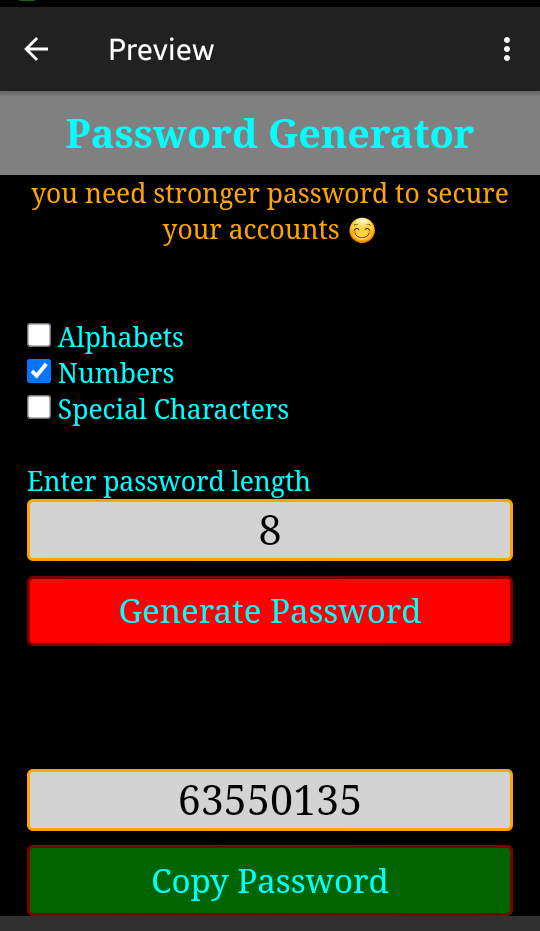 Preview
Password Generator
you need stronger password to secure
your accounts 😊
Alphabets
Numbers
Special Characters
Enter password length
8
Generate Password
63550135
Copy Password